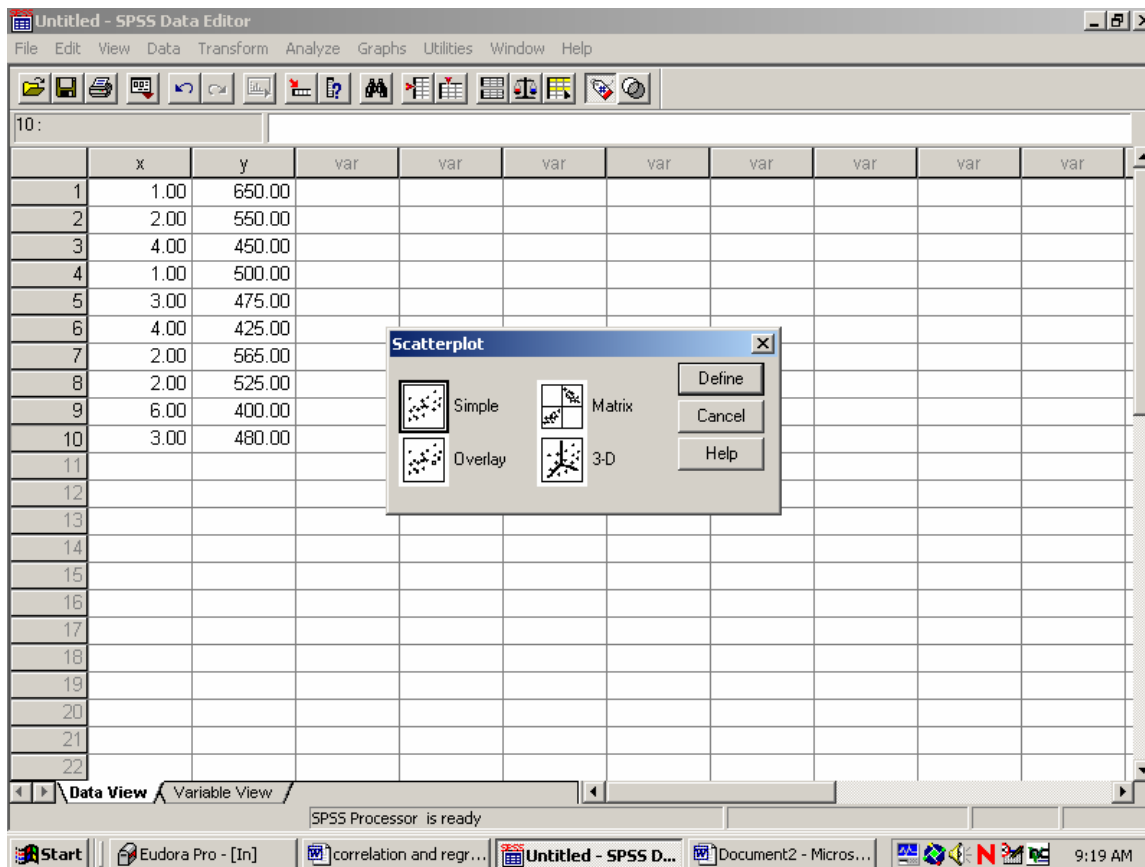 Untitled - SPSS Data Editor
File Edit View Data Transform Analyze Graphs Utilities Window Help
10 :
x y var var var var var var var var
1 1.00 650.00
2 2.00 550.00
3 4.00 450.00
4 1.00 500.00
5 3.00 475.00
6 4.00 425.00
7 2.00 565.00
8 2.00 525.00
9 6.00 400.00
10 3.00 480.00
11
12
13
14
15
16
17
18
19
20
21
22
Scatterplot
Simple Matrix Define
Cancel
Overlay 3-D Help
Data View Variable View
SPSS Processor is ready
Start Eudora Pro - [In] correlation and regr... Untitled - SPSS D... Document2 - Micros... N 9:19 AM